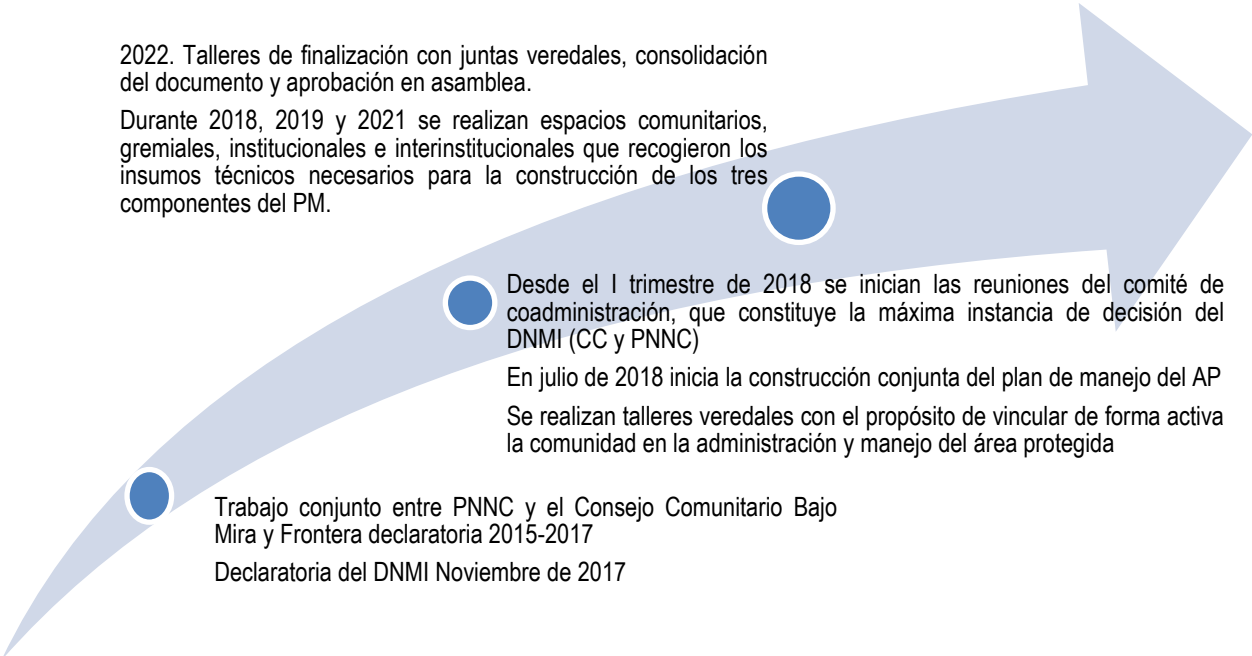 2022. Talleres de finalización con juntas veredales, consolidación
del documento y aprobación en asamblea.
Durante 2018, 2019 y 2021 se realizan espacios comunitarios,
gremiales, institucionales e interinstitucionales que recogieron los
insumos técnicos necesarios para la construcción de los tres
componentes del PM.
Desde el I trimestre de 2018 se inician las reuniones del comité de
coadministración, que constituye la máxima instancia de decisión del
DNMI (CC y PNNC)
En julio de 2018 inicia la construcción conjunta del plan de manejo del AP
Se realizan talleres veredales con el propósito de vincular de forma activa
la comunidad en la administración y manejo del área protegida
Trabajo conjunto entre PNNC y el Consejo Comunitario Bajo
Mira y Frontera declaratoria 2015-2017
Declaratoria del DNMI Noviembre de 2017